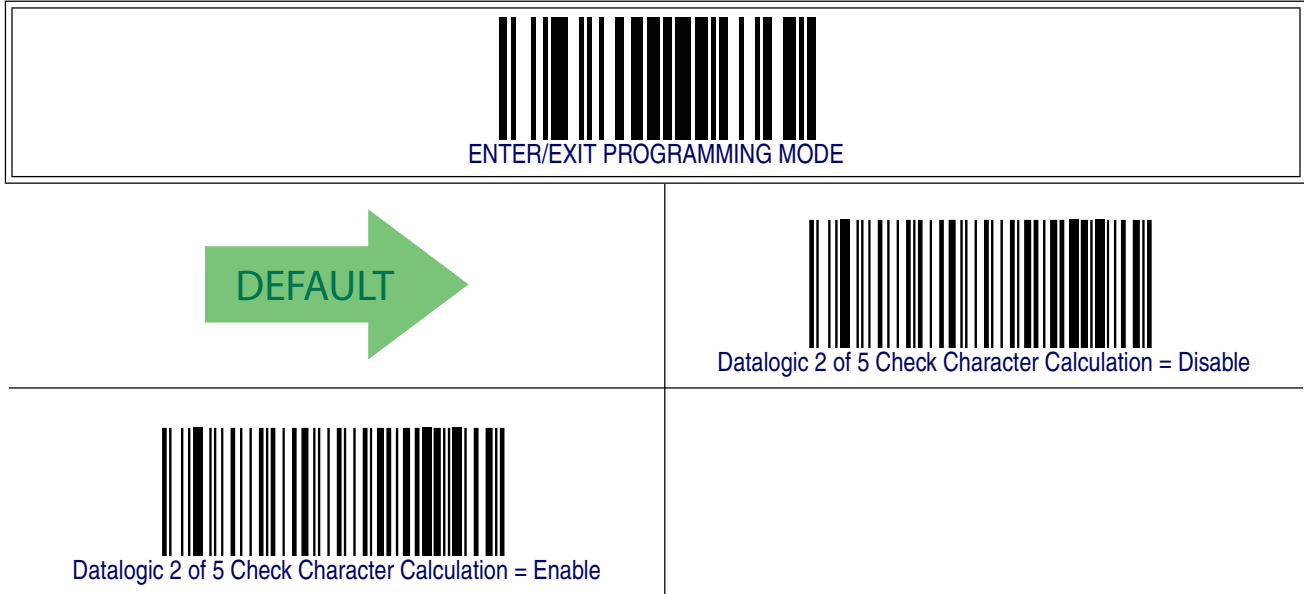 ENTER/EXIT PROGRAMMING MODE
DEFAULT
Datalogic 2 of 5 Check Character Calculation = Disable
Datalogic 2 of 5 Check Character Calculation = Enable